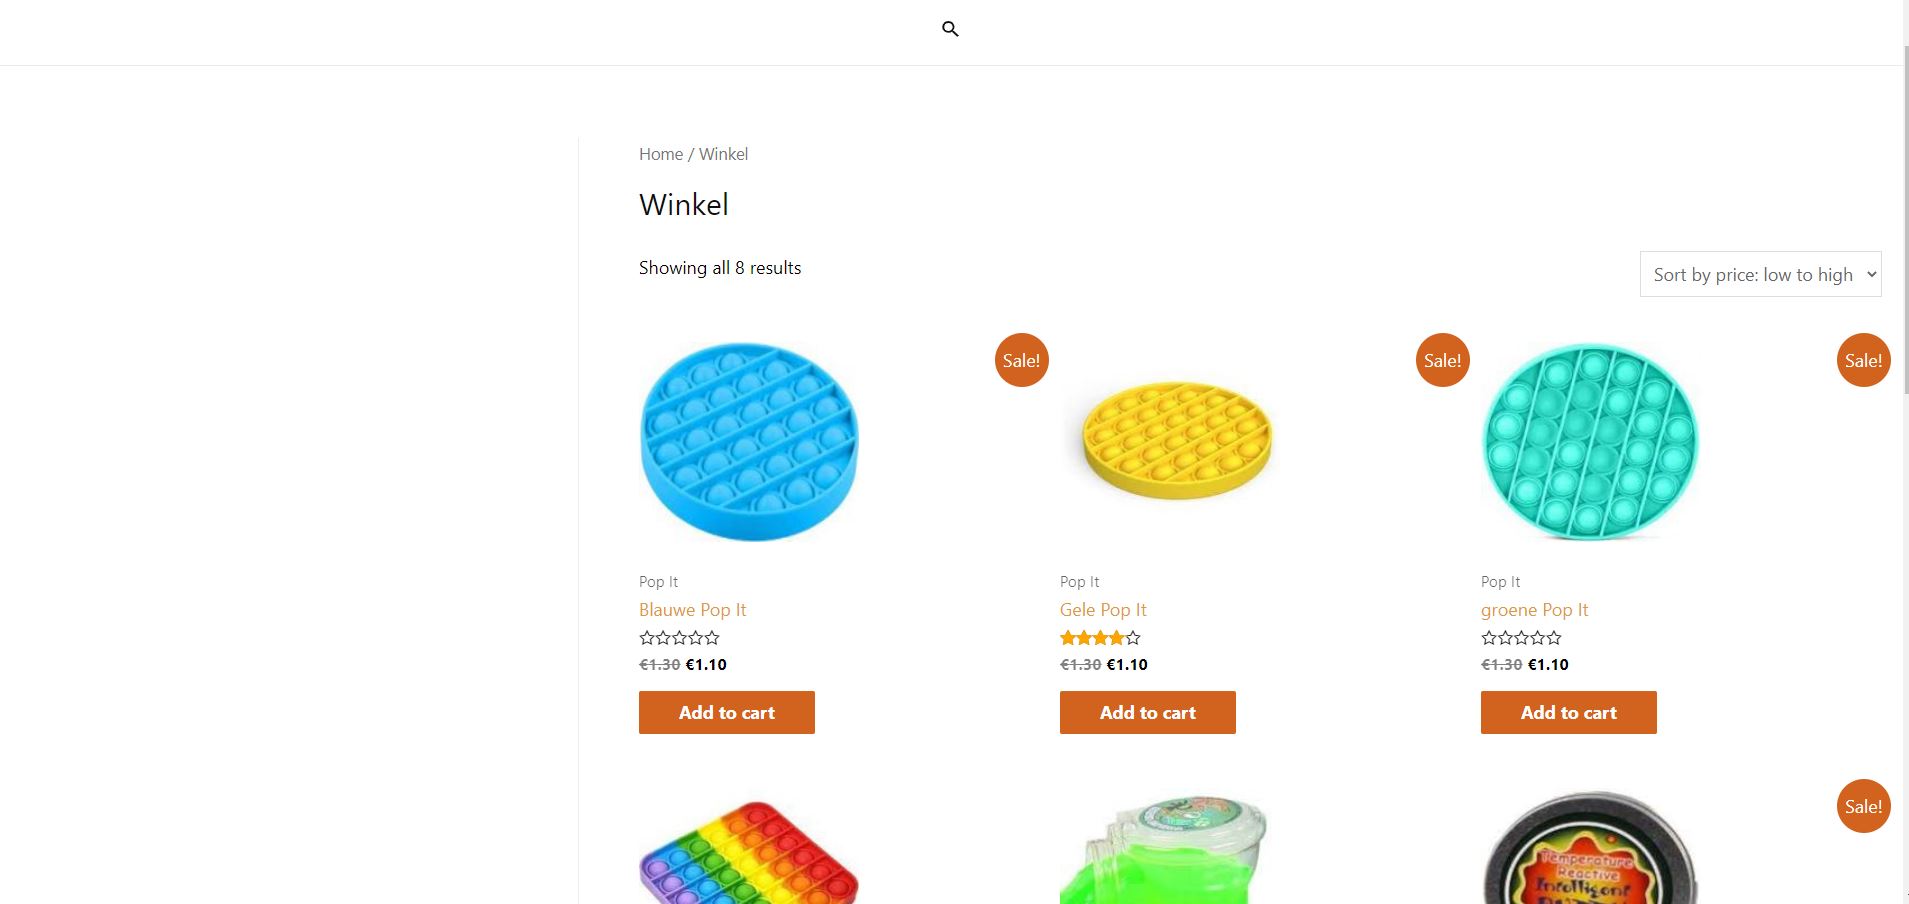 Home / Winkel
Winkel
Showing all 8 results
Sort by price: low to high
Sale!
Sale!
Sale!
Pop It
Blauwe Pop It
€1.30 €1.10
Add to cart
Pop It
Gele Pop It
€1.30 €1.10
Add to cart
Pop It
groene Pop It
€1.30 €1.10
Add to cart
Sale!
Temperature
Reactive
Intelligent